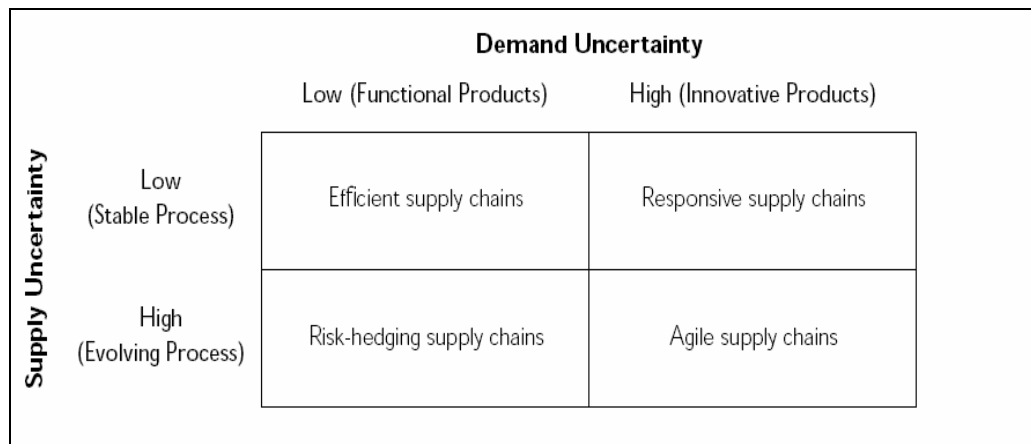 Demand Uncertainty
Low (Functional Products)
High (Innovative Products)
Supply Uncertainty
Low
(Stable Process)
Efficient supply chains
Responsive supply chains
High
(Evolving Process)
Risk-hedging supply chains
Agile supply chains